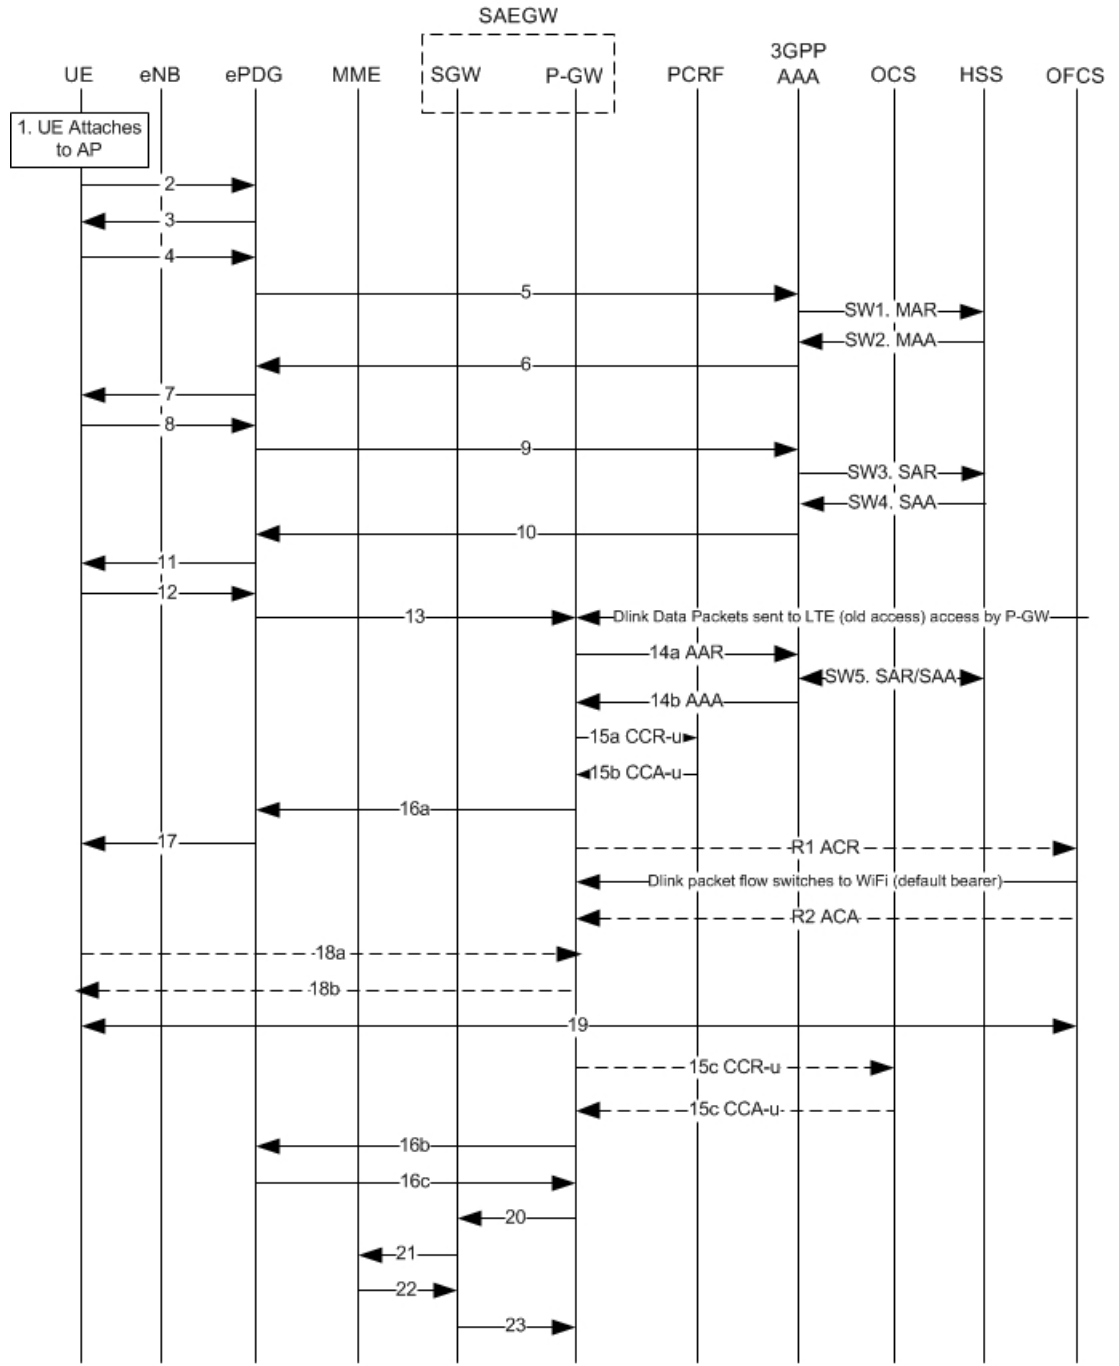 SAEGW
UE eNB ePDG MME SGW P-GW PCRF 3GPP AAA OCS HSS OFCS
1. UE Attaches
to AP
2
3
4
5
SW1. MAR
SW2. MAA
6
7
8
9
SW3. SAR
SW4. SAA
10
11
12
13 Dlink Data Packets sent to LTE (old access) access by P-GW
14a AAR
SW5. SAR/SAA
14b AAA
15a CCR-u
15b CCA-u
16a
17
R1 ACR
Dlink packet flow switches to WiFi (default bearer)
R2 ACA
18a
18b
19
15c CCR-u
15c CCA-u
16b
16c
20
21
22
23